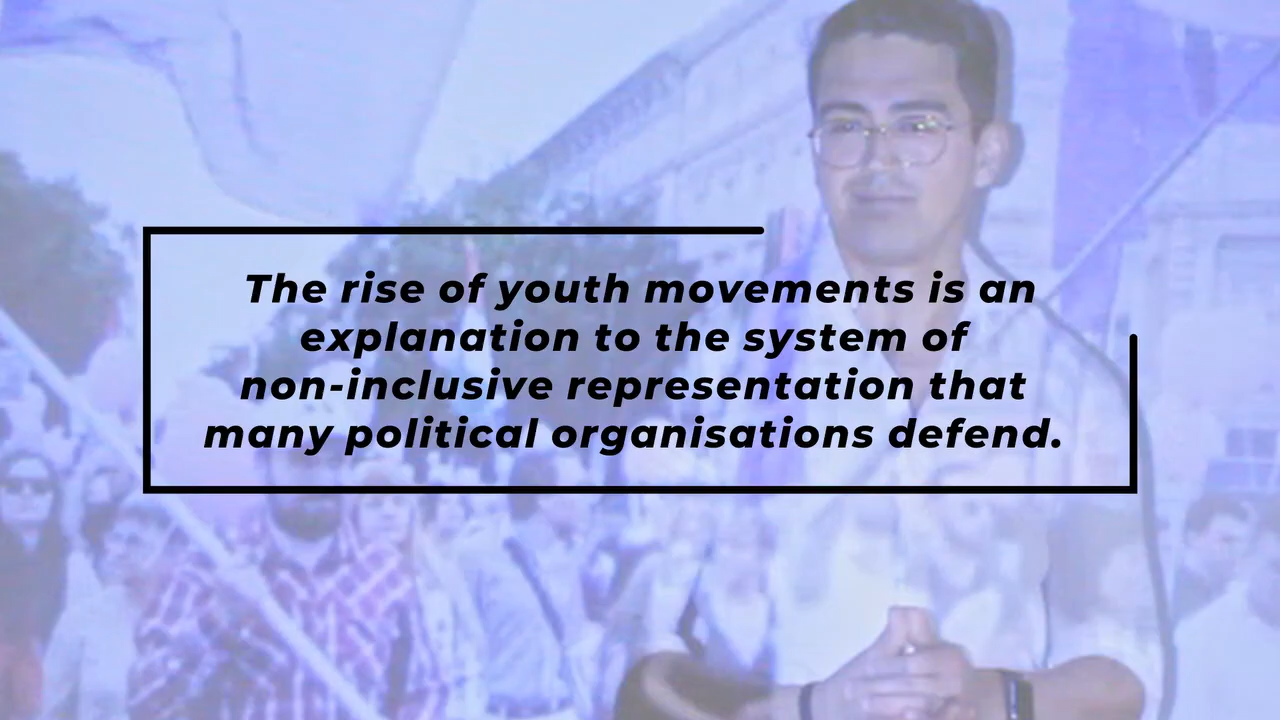 The rise of youth movements is an
explanation to the system of
non-inclusive representation that
many political organisations defend.